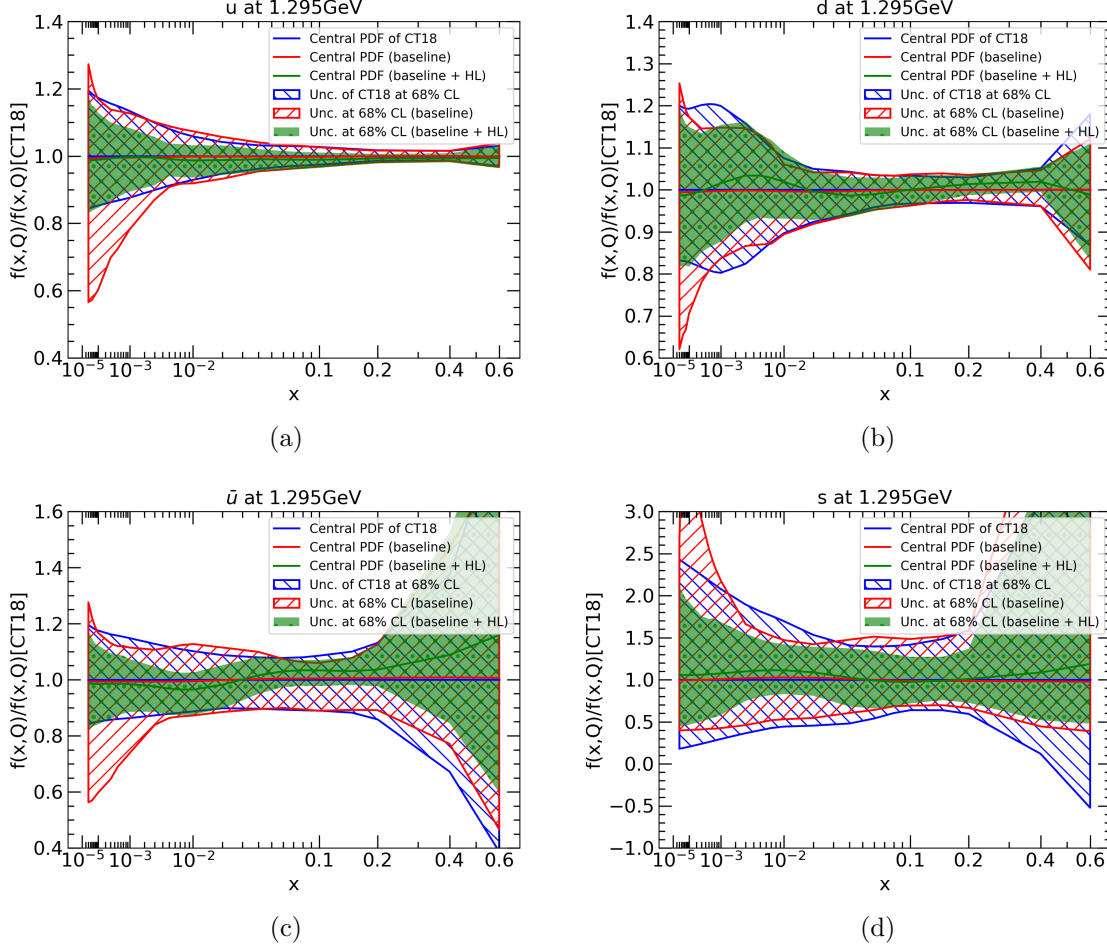 u at 1.295GeV
f(x,Q)/f(x,Q)[CT18]
1.4
1.2
1.0
0.8
0.6
0.4
Central PDF of CT18
Central PDF (baseline)
Central PDF (baseline + HL)
Unc. of CT18 at 68% CL
Unc. at 68% CL (baseline)
Unc. at 68% CL (baseline + HL)
10⁻⁵ 10⁻³ 10⁻² 0.1 0.2 0.4 0.6
x
(a)
d at 1.295GeV
f(x,Q)/f(x,Q)[CT18]
1.4
1.3
1.2
1.1
1.0
0.9
0.8
0.7
0.6
Central PDF of CT18
Central PDF (baseline)
Central PDF (baseline + HL)
Unc. of CT18 at 68% CL
Unc. at 68% CL (baseline)
Unc. at 68% CL (baseline + HL)
10⁻⁵ 10⁻³ 10⁻² 0.1 0.2 0.4 0.6
x
(b)
ū at 1.295GeV
f(x,Q)/f(x,Q)[CT18]
1.6
1.4
1.2
1.0
0.8
0.6
0.4
Central PDF of CT18
Central PDF (baseline)
Central PDF (baseline + HL)
Unc. of CT18 at 68% CL
Unc. at 68% CL (baseline)
Unc. at 68% CL (baseline + HL)
10⁻⁵ 10⁻³ 10⁻² 0.1 0.2 0.4 0.6
x
(c)
s at 1.295GeV
f(x,Q)/f(x,Q)[CT18]
3.0
2.5
2.0
1.5
1.0
0.5
0.0
−0.5
−1.0
Central PDF of CT18
Central PDF (baseline)
Central PDF (baseline + HL)
Unc. of CT18 at 68% CL
Unc. at 68% CL (baseline)
Unc. at 68% CL (baseline + HL)
10⁻⁵ 10⁻³ 10⁻² 0.1 0.2 0.4 0.6
x
(d)